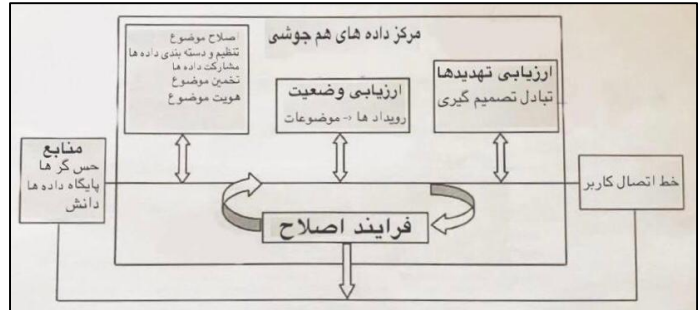 مرکز داده های هم جوشی
اصلاح موضوع
تنظیم و دسته بندی داده ها
مشارکت داده ها
تخمین موضوع
هویت موضوع
ارزیابی وضعیت
رویداد ها -> موضوعات
ارزیابی تهدیدها
تبادل تصمیم گیری
منابع
حس گر ها
پایگاه داده ها
دانش
خط اتصال کاربر
فرایند اصلاح